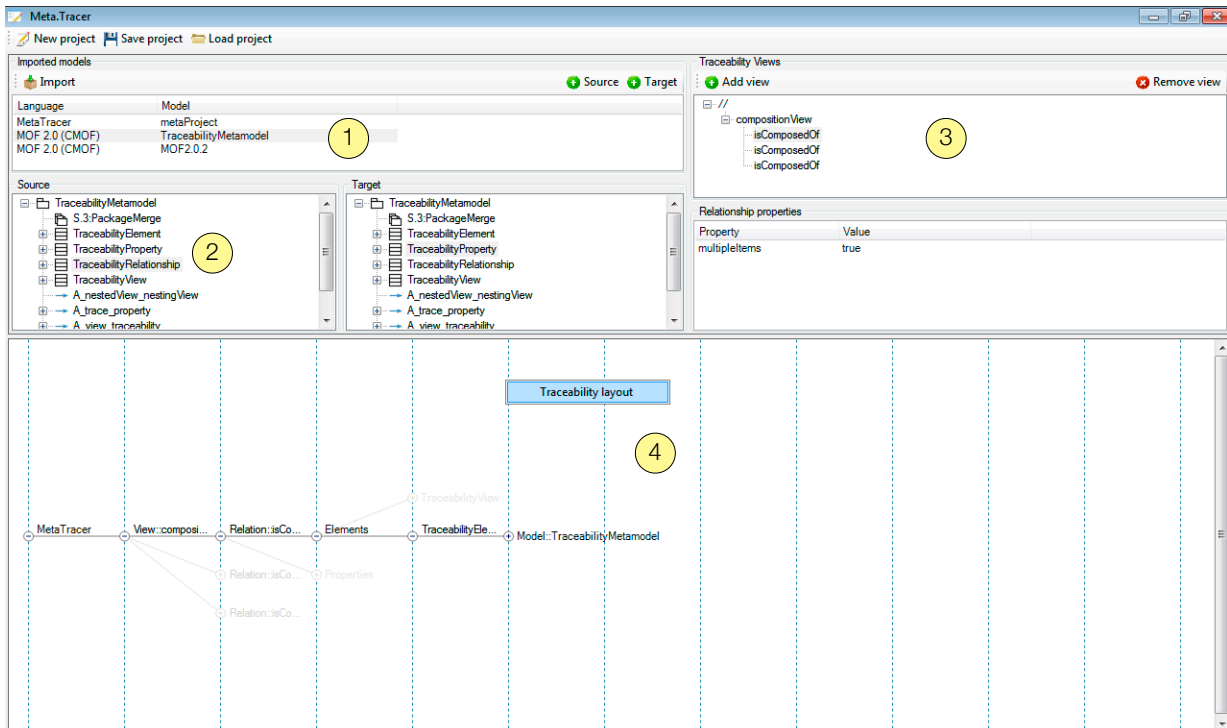 Meta.Tracer
New project Save project Load project
Imported models
Import Source Target
Language Model
MetaTracer metaProject
MOF 2.0 (CMOF) TraceabilityMetamodel
MOF 2.0 (CMOF) MOF2.0.2
1
Traceability Views
Add view Remove view
//
compositionView
isComposedOf
isComposedOf
isComposedOf
3
Source
TraceabilityMetamodel
S.3:PackageMerge
TraceabilityElement
TraceabilityProperty
TraceabilityRelationship
TraceabilityView
A_nestedView_nestingView
A_trace_property
A_view_traceability
2
Target
TraceabilityMetamodel
S.3:PackageMerge
TraceabilityElement
TraceabilityProperty
TraceabilityRelationship
TraceabilityView
A_nestedView_nestingView
A_trace_property
A_view_traceability
Relationship properties
Property Value
multipleItems true
Traceability layout
4
TraceabilityView
MetaTracer View::composi... Relation::isCo... Elements TraceabilityEle... Model::TraceabilityMetamodel
Relation::isCo... Properties
Relation::isCo...